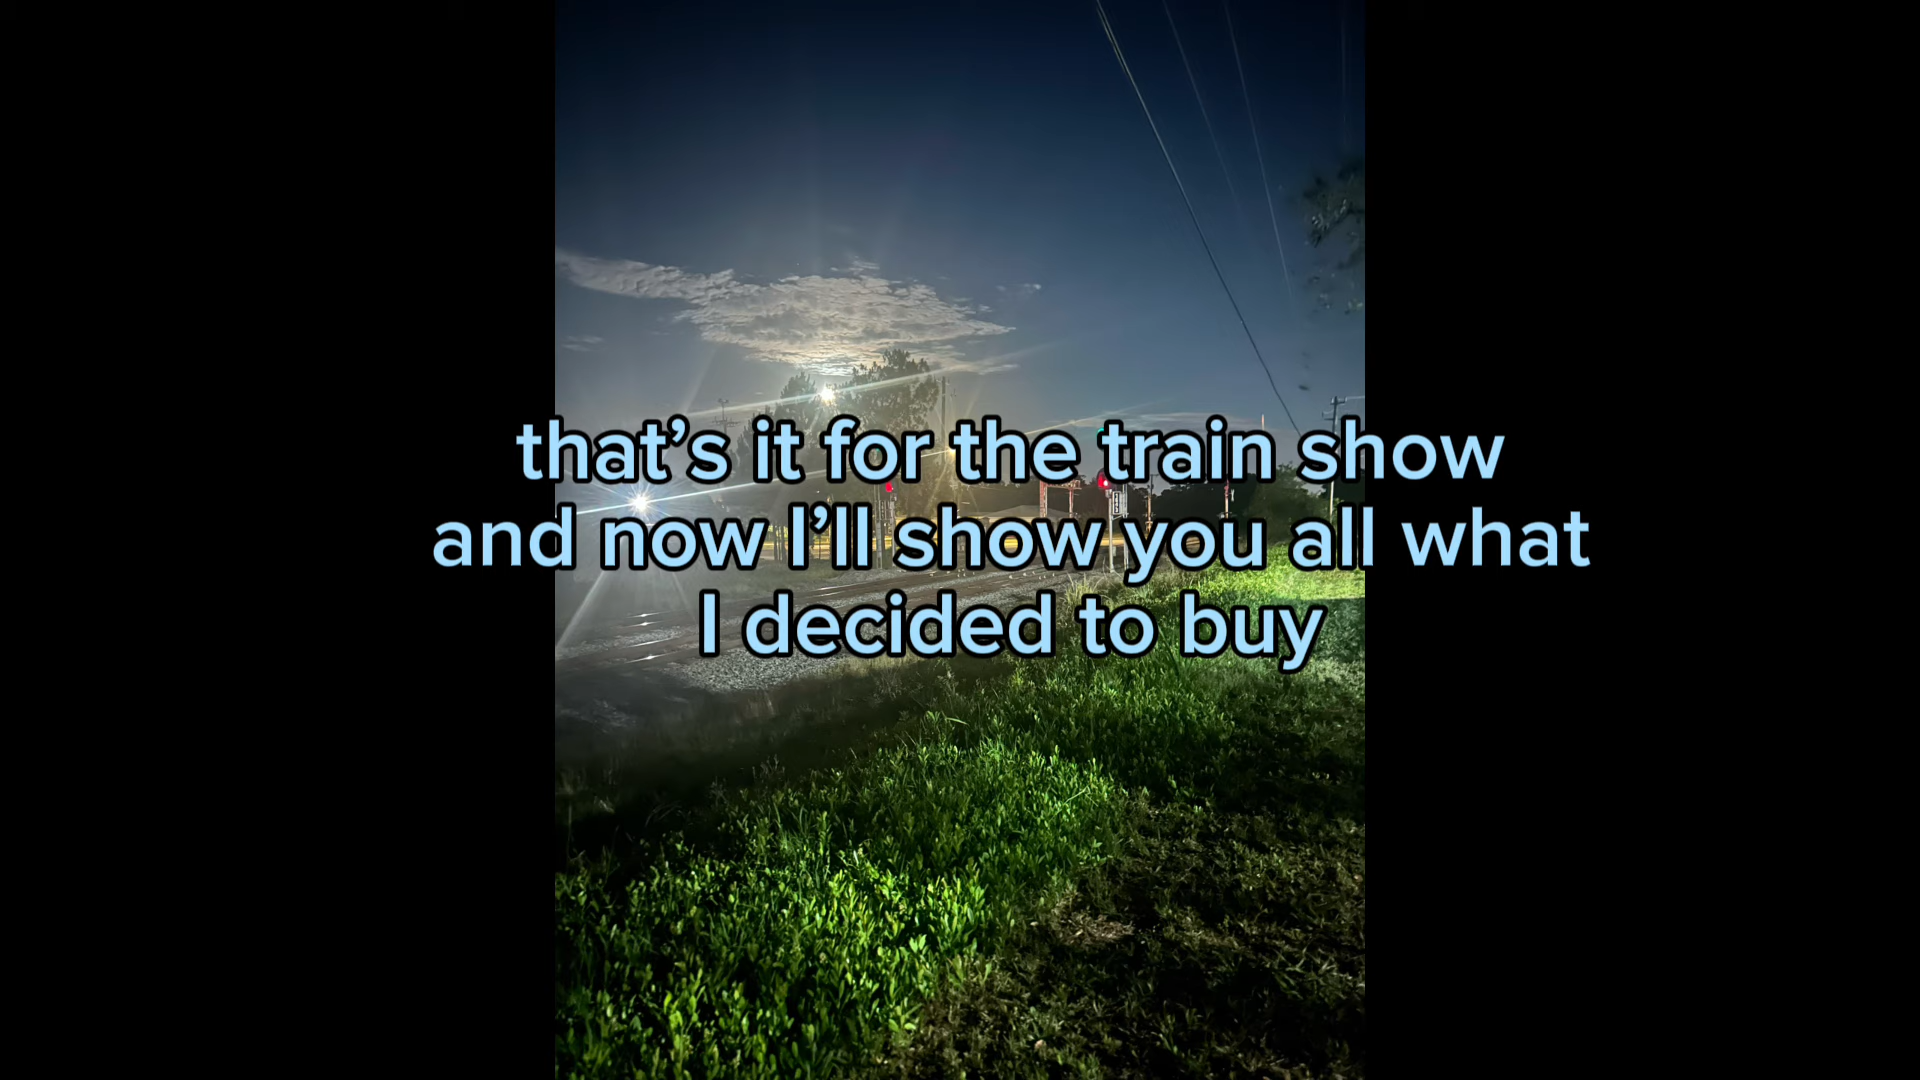 that’s it for the train show
and now I’ll show you all what
I decided to buy